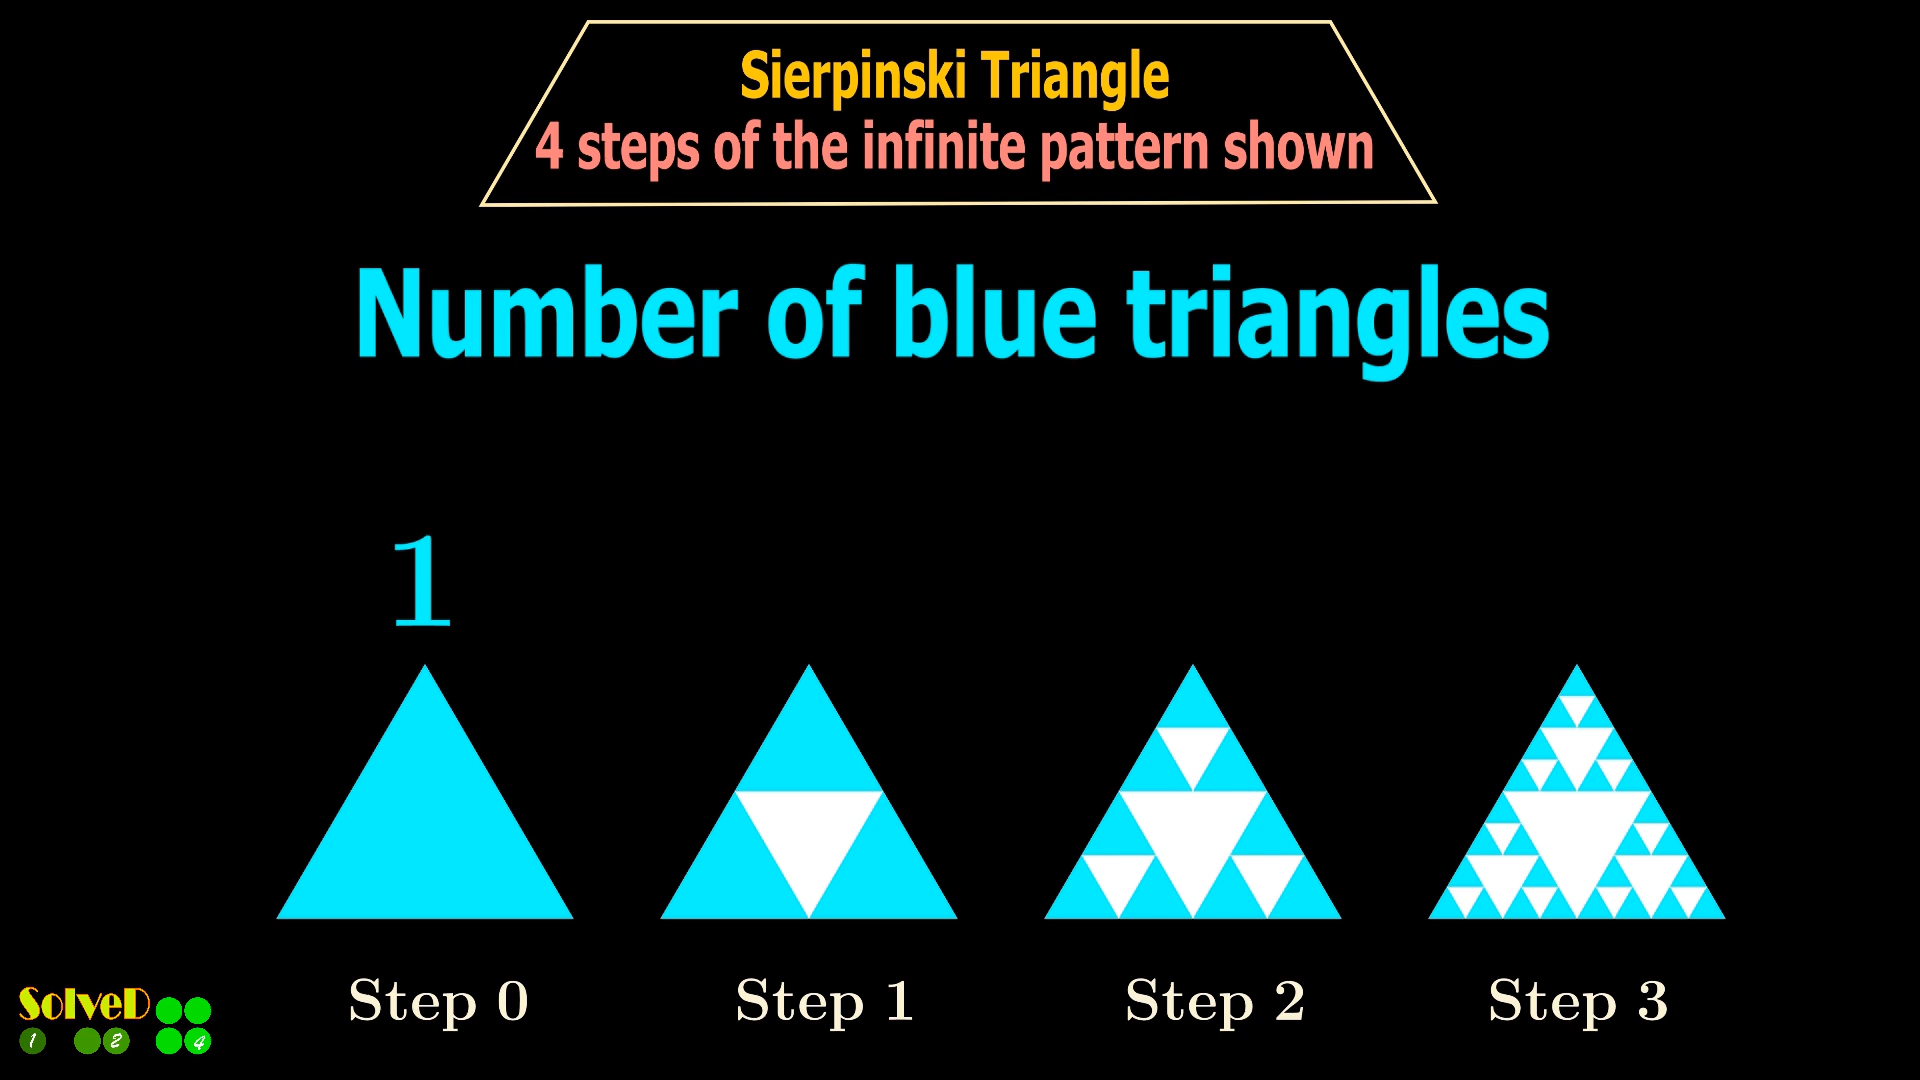 Sierpinski Triangle
4 steps of the infinite pattern shown
Number of blue triangles
1
Step 0 Step 1 Step 2 Step 3
SolveD
1 2 4